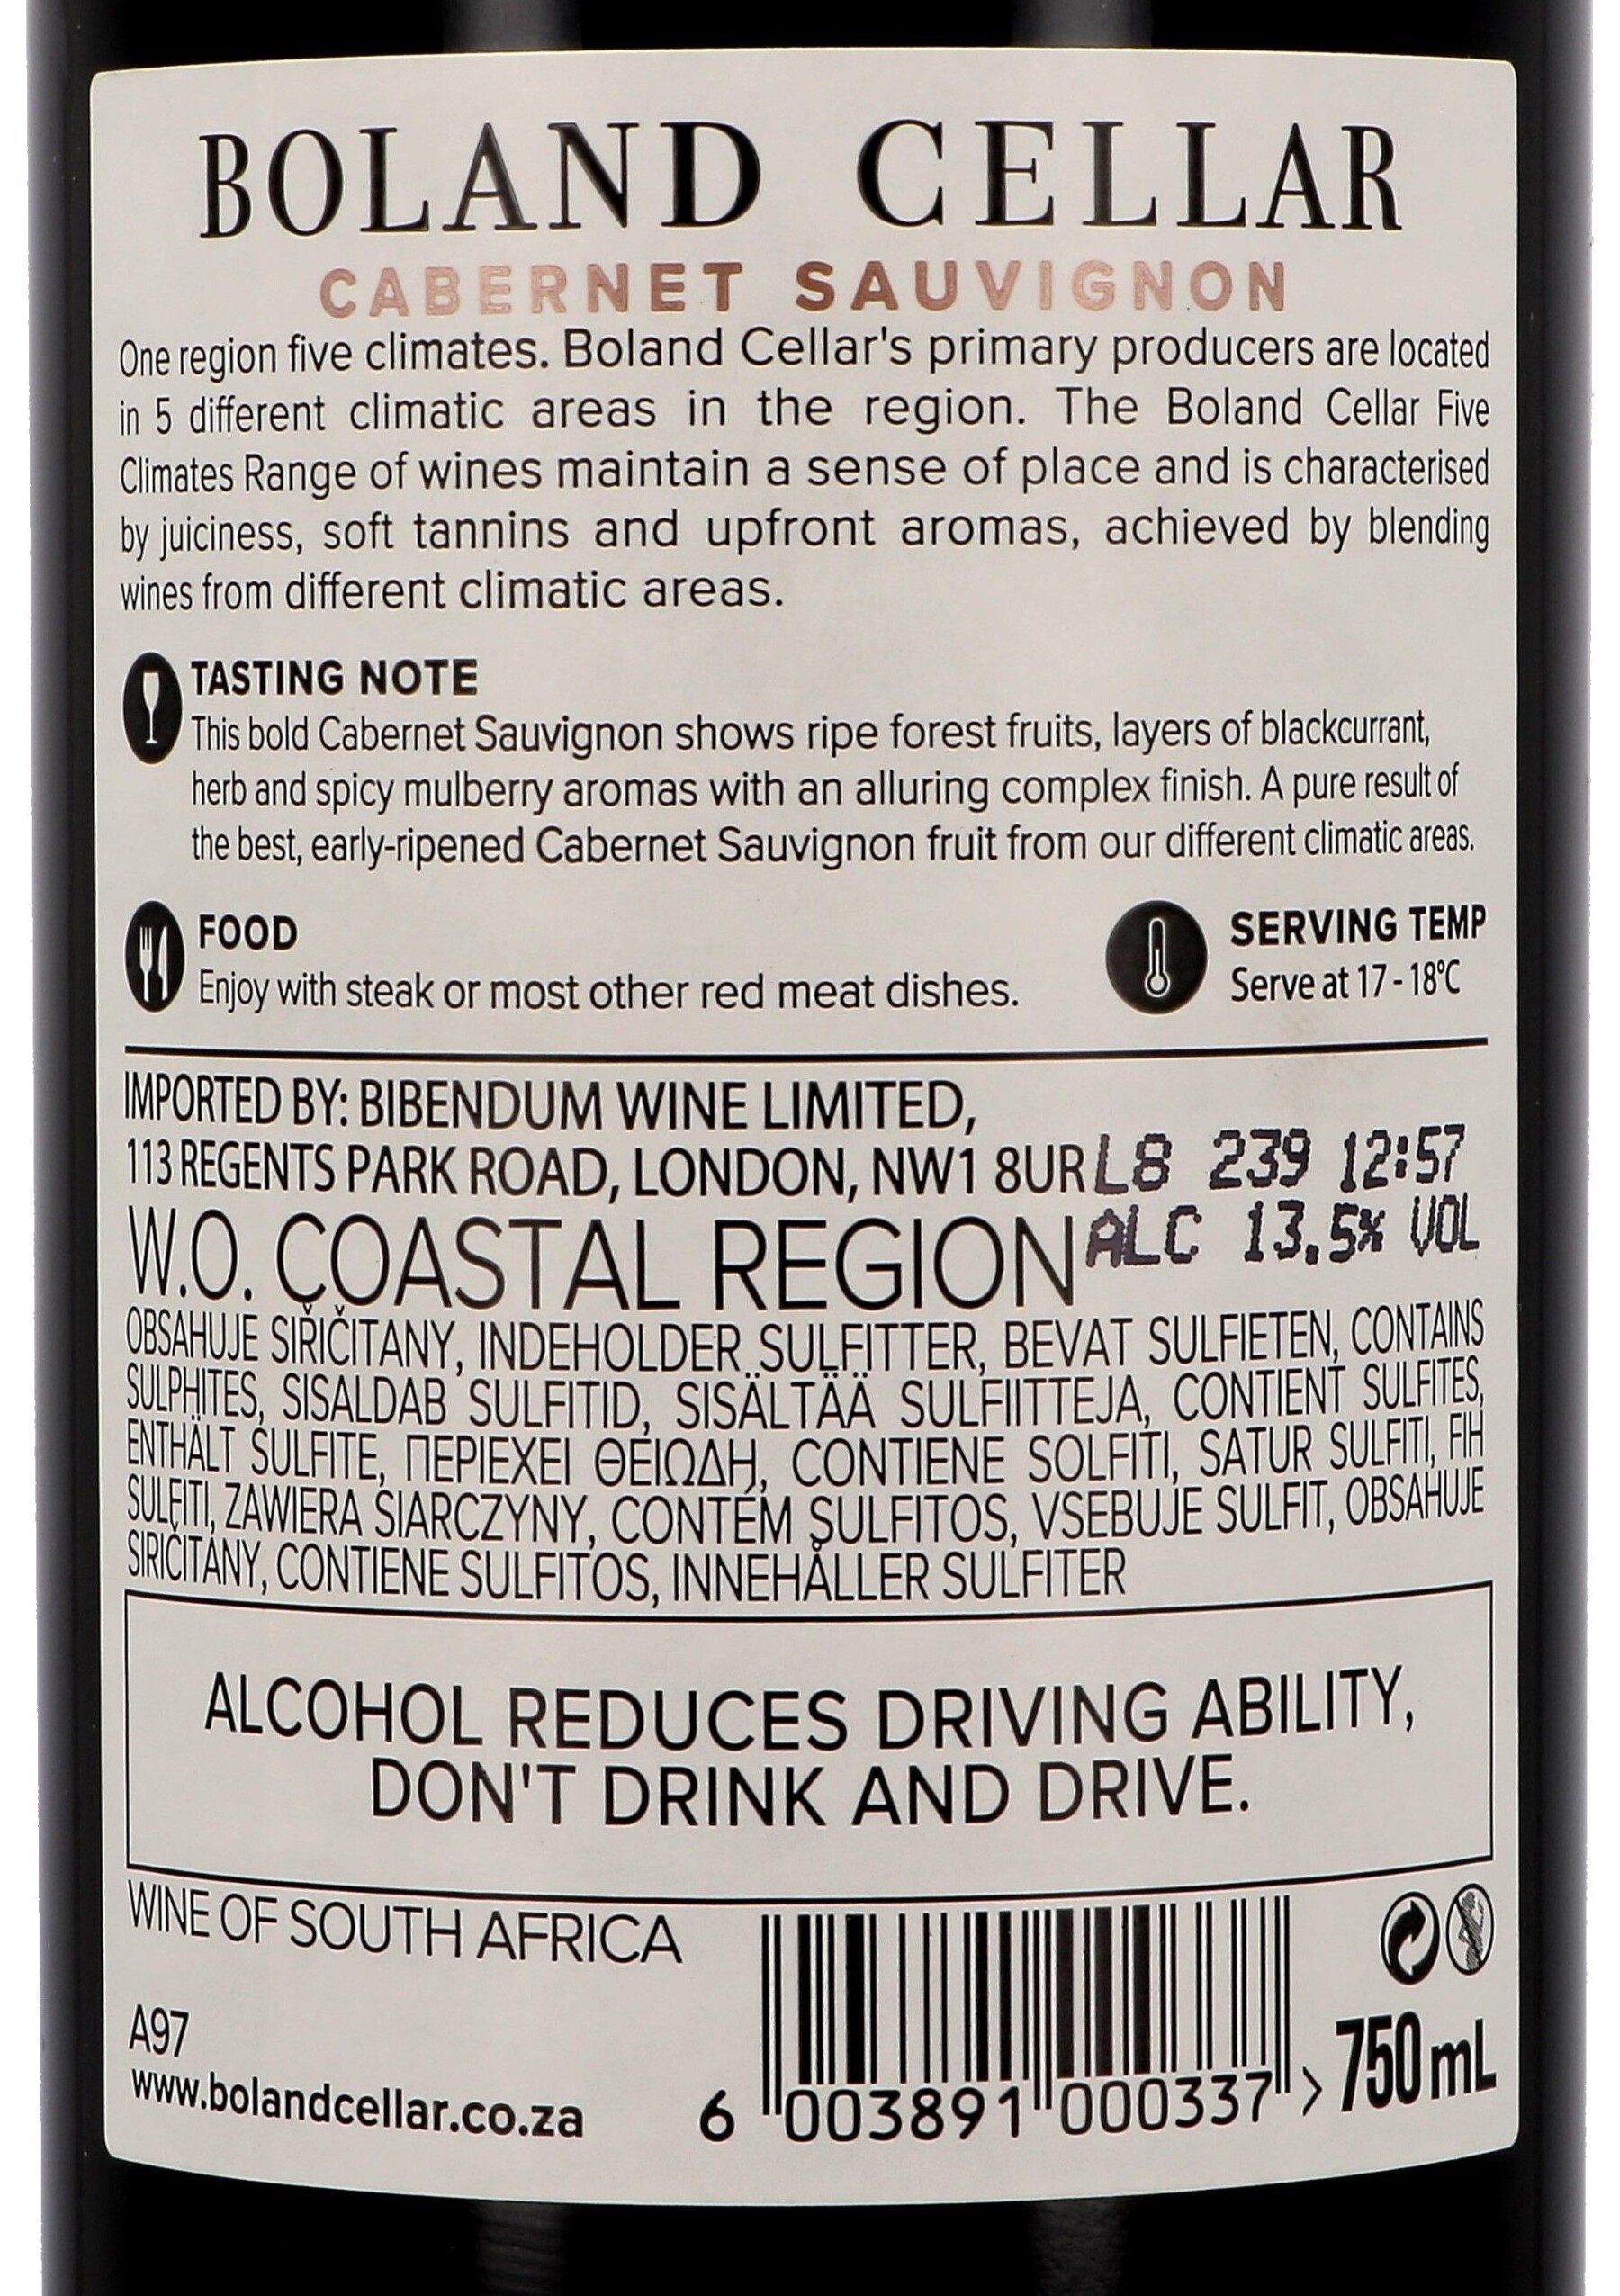 BOLAND CELLAR
CABERNET SAUVIGNON
One region five climates. Boland Cellar's primary producers are located
in 5 different climatic areas in the region. The Boland Cellar Five
Climates Range of wines maintain a sense of place and is characterised
by juiciness, soft tannins and upfront aromas, achieved by blending
wines from different climatic areas.
TASTING NOTE
This bold Cabernet Sauvignon shows ripe forest fruits, layers of blackcurrant,
herb and spicy mulberry aromas with an alluring complex finish. A pure result of
the best, early-ripened Cabernet Sauvignon fruit from our different climatic areas.
FOOD
Enjoy with steak or most other red meat dishes.
SERVING TEMP
Serve at 17 - 18°C
IMPORTED BY: BIBENDUM WINE LIMITED,
113 REGENTS PARK ROAD, LONDON, NW1 8UR
L8 239 12:57
W.O. COASTAL REGION
ALC 13.5% VOL
OBSAHUJE SIŘIČITANY, INDEHOLDER SULFITTER, BEVAT SULFIETEN, CONTAINS
SULPHITES, SISALDAB SULFITID, SISÄLTÄÄ SULFIITTEJA, CONTIENT SULFITES,
ENTHÄLT SULFITE, ΠΕΡΙΕΧΕΙ ΘΕΙΩΔΗ, CONTIENE SOLFITI, SATUR SULFITI, FIH
SULFITI, ZAWIERA SIARCZYNY, CONTÉM SULFITOS, VSEBUJE SULFIT, OBSAHUJE
SIRIČITANY, CONTIENE SULFITOS, INNEHÅLLER SULFITER
ALCOHOL REDUCES DRIVING ABILITY,
DON'T DRINK AND DRIVE.
WINE OF SOUTH AFRICA
A97
www.bolandcellar.co.za
6 003891 000337 >
750 mL